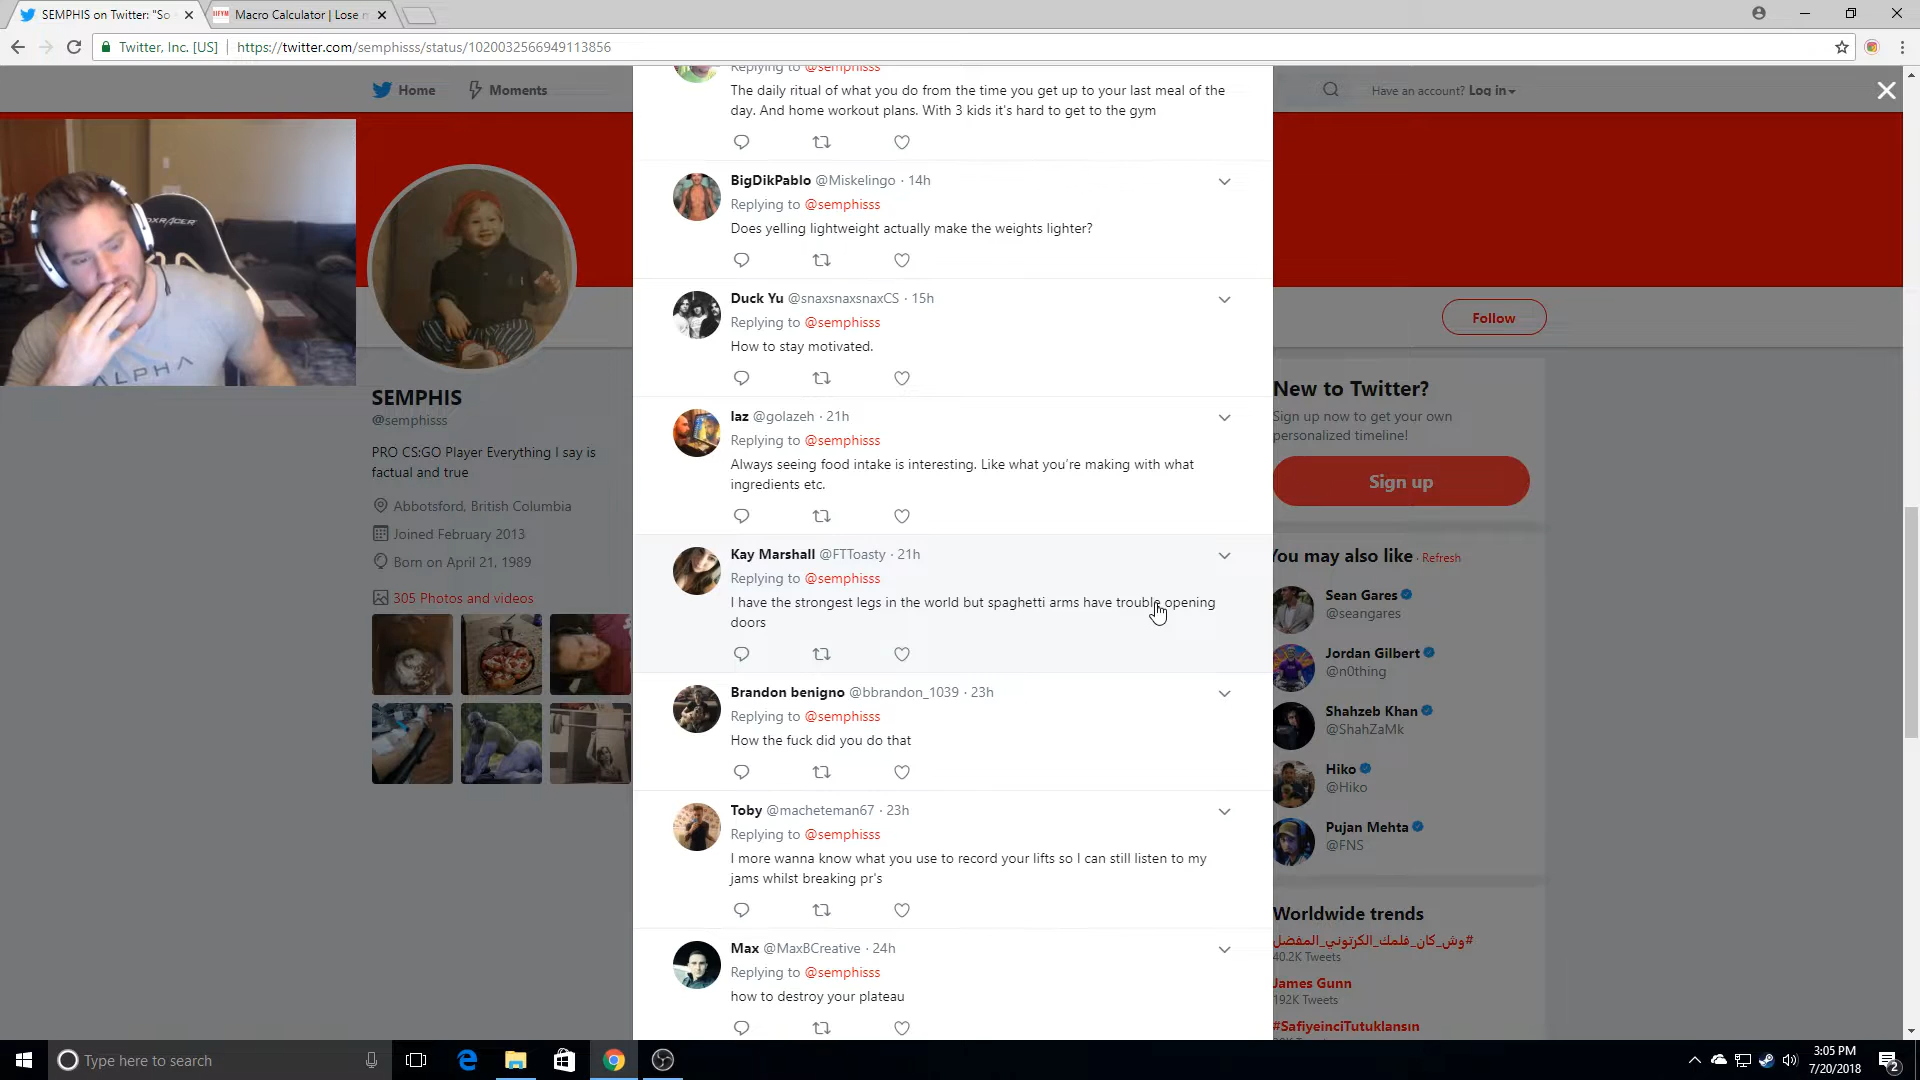 SEMPHIS on Twitter: "So
Macro Calculator | Lose m
Twitter, Inc. [US]
https://twitter.com/semphisss/status/1020032566949113856
Home
Moments
Have an account? Log in
Replying to @semphisss
The daily ritual of what you do from the time you get up to your last meal of the
day. And home workout plans. With 3 kids it's hard to get to the gym
BigDikPablo @Miskelingo · 14h
Replying to @semphisss
Does yelling lightweight actually make the weights lighter?
Duck Yu @snaxsnaxsnaxCS · 15h
Replying to @semphisss
How to stay motivated.
laz @golazeh · 21h
Replying to @semphisss
Always seeing food intake is interesting. Like what you're making with what
ingredients etc.
Kay Marshall @FTToasty · 21h
Replying to @semphisss
I have the strongest legs in the world but spaghetti arms have trouble opening
doors
Brandon benigno @bbrandon_1039 · 23h
Replying to @semphisss
How the fuck did you do that
Toby @macheteman67 · 23h
Replying to @semphisss
I more wanna know what you use to record your lifts so I can still listen to my
jams whilst breaking pr's
Max @MaxBCreative · 24h
Replying to @semphisss
how to destroy your plateau
DXRACER
ALPHA
SEMPHIS
@semphisss
PRO CS:GO Player Everything I say is
factual and true
Abbotsford, British Columbia
Joined February 2013
Born on April 21, 1989
305 Photos and videos
Follow
New to Twitter?
Sign up now to get your own
personalized timeline!
Sign up
You may also like · Refresh
Sean Gares
@seangares
Jordan Gilbert
@n0thing
Shahzeb Khan
@ShahZaMk
Hiko
@Hiko
Pujan Mehta
@FNS
Worldwide trends
#وش_كان_فلمك_الكرتوني_المفضل
40.2K Tweets
James Gunn
192K Tweets
#SafiyeinciTutuklansın
Type here to search
3:05 PM
7/20/2018
2